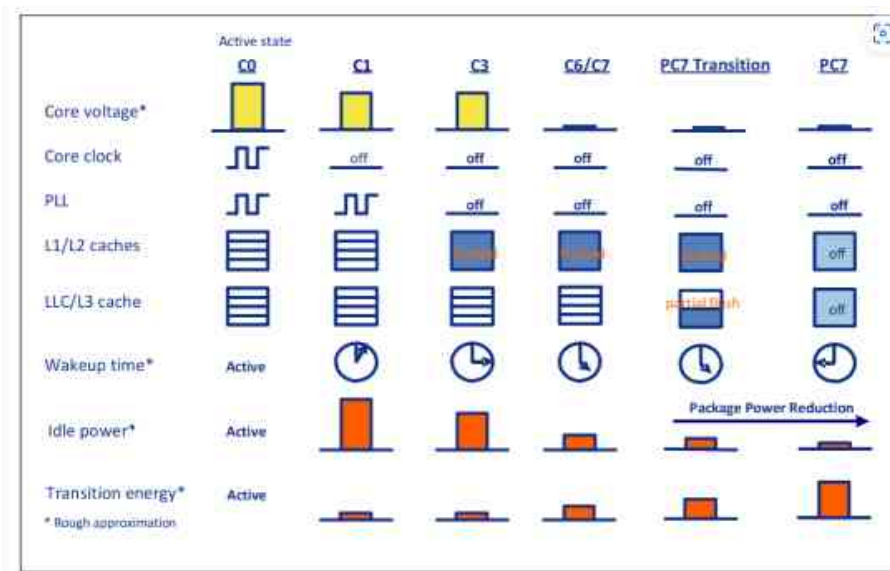 Active state
C0 C1 C3 C6/C7 PC7 Transition PC7
Core voltage*
Core clock off off off off off
PLL off off off off
L1/L2 caches off
LLC/L3 cache partial flush off
Wakeup time* Active
Package Power Reduction
Idle power* Active
Transition energy* Active
* Rough approximation